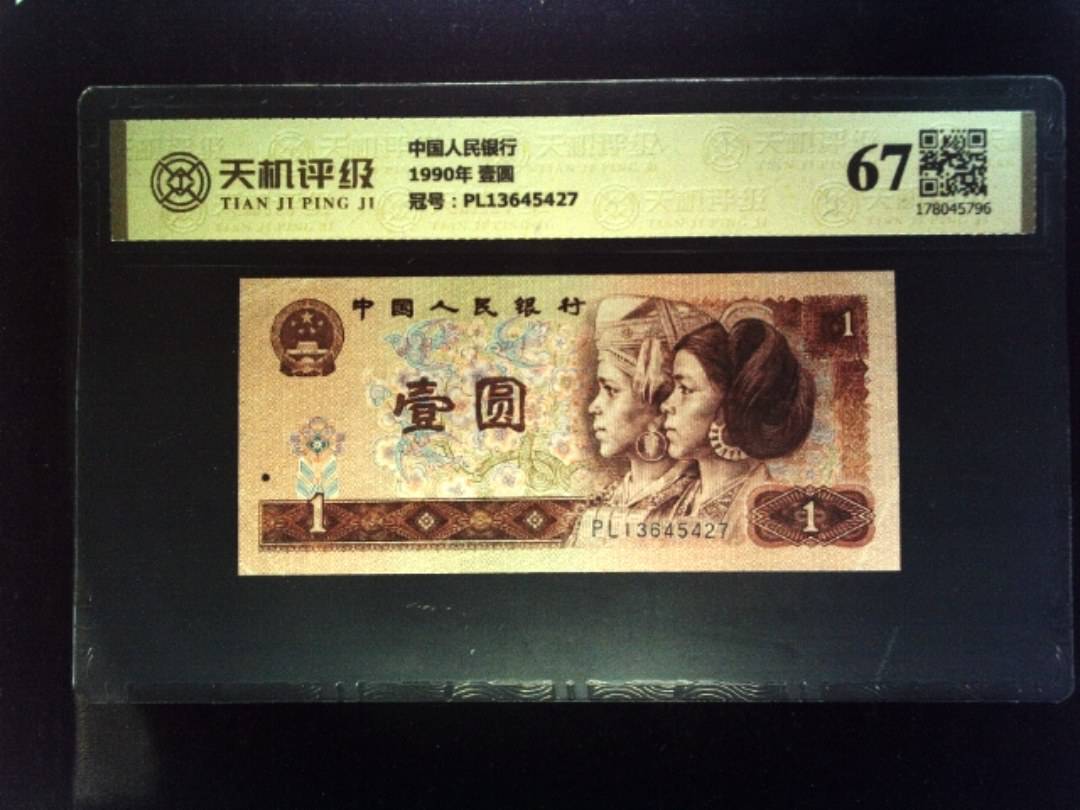 天机评级
TIAN JI PING JI
中国人民银行
1990年 壹圆
冠号：PL13645427
67
178045796
中国人民银行
1
壹圆
1
PL13645427
1